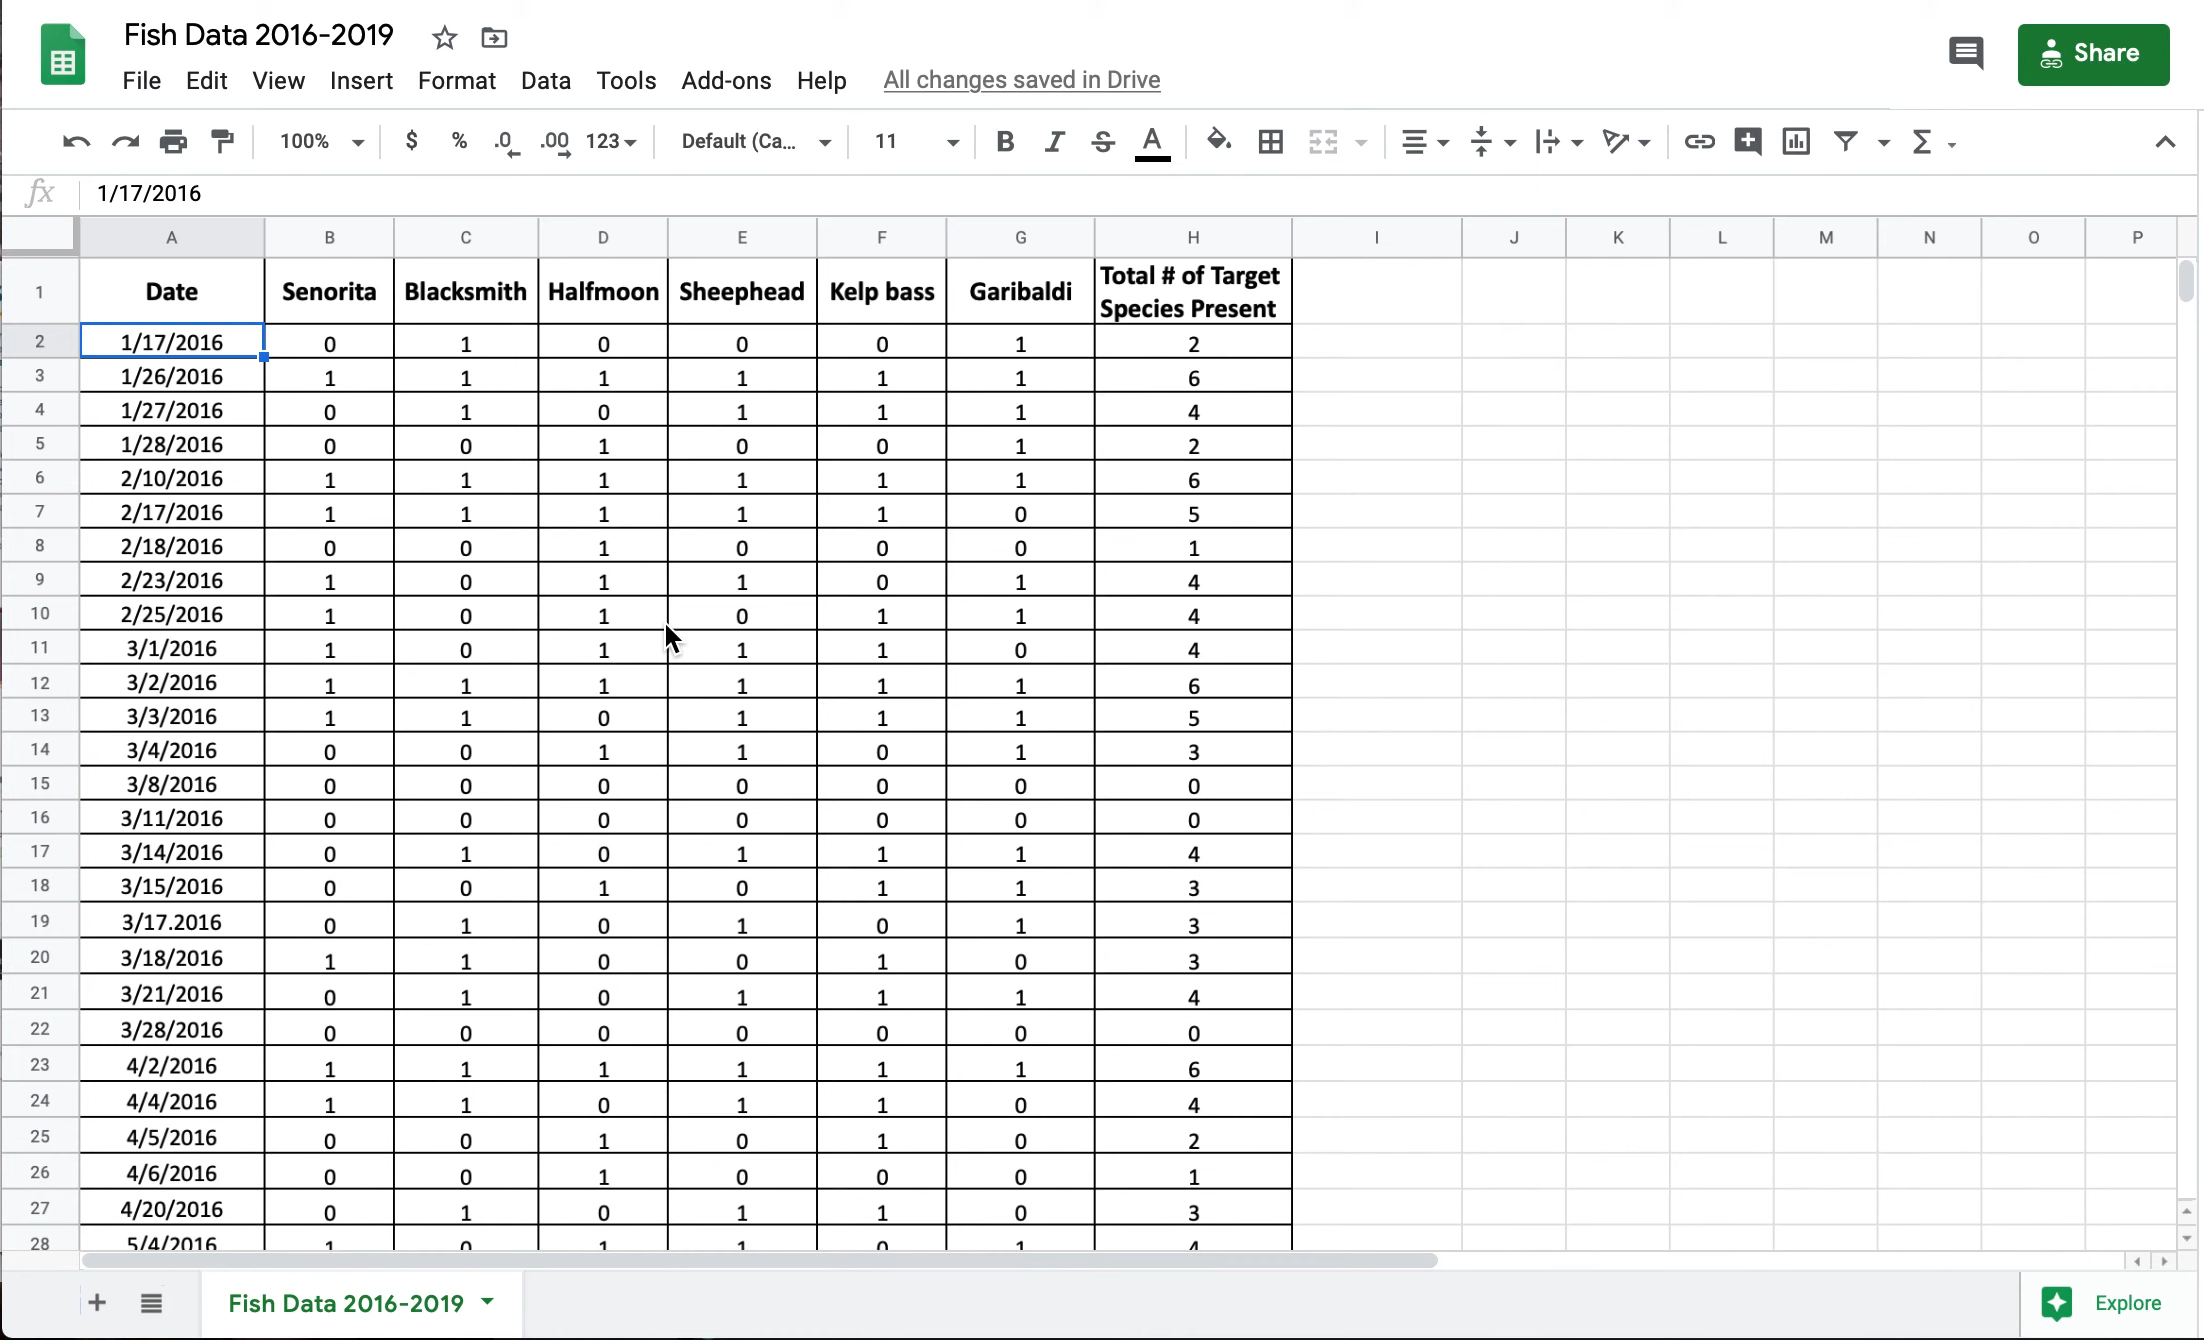 Fish Data 2016-2019
File Edit View Insert Format Data Tools Add-ons Help All changes saved in Drive
Share
100% $ % .0 .00 123 Default (Ca... 11 B I S A
fx 1/17/2016
A B C D E F G H I J K L M N O P
1 Date Senorita Blacksmith Halfmoon Sheephead Kelp bass Garibaldi Total # of Target Species Present
2 1/17/2016 0 1 0 0 0 1 2
3 1/26/2016 1 1 1 1 1 1 6
4 1/27/2016 0 1 0 1 1 1 4
5 1/28/2016 0 0 1 0 0 1 2
6 2/10/2016 1 1 1 1 1 1 6
7 2/17/2016 1 1 1 1 1 0 5
8 2/18/2016 0 0 1 0 0 0 1
9 2/23/2016 1 0 1 1 0 1 4
10 2/25/2016 1 0 1 0 1 1 4
11 3/1/2016 1 0 1 1 1 0 4
12 3/2/2016 1 1 1 1 1 1 6
13 3/3/2016 1 1 0 1 1 1 5
14 3/4/2016 0 0 1 1 0 1 3
15 3/8/2016 0 0 0 0 0 0 0
16 3/11/2016 0 0 0 0 0 0 0
17 3/14/2016 0 1 0 1 1 1 4
18 3/15/2016 0 0 1 0 1 1 3
19 3/17.2016 0 1 0 1 0 1 3
20 3/18/2016 1 1 0 0 1 0 3
21 3/21/2016 0 1 0 1 1 1 4
22 3/28/2016 0 0 0 0 0 0 0
23 4/2/2016 1 1 1 1 1 1 6
24 4/4/2016 1 1 0 1 1 0 4
25 4/5/2016 0 0 1 0 1 0 2
26 4/6/2016 0 0 1 0 0 0 1
27 4/20/2016 0 1 0 1 1 0 3
28 5/4/2016 1 0 1 1 0 1 4
Fish Data 2016-2019
Explore